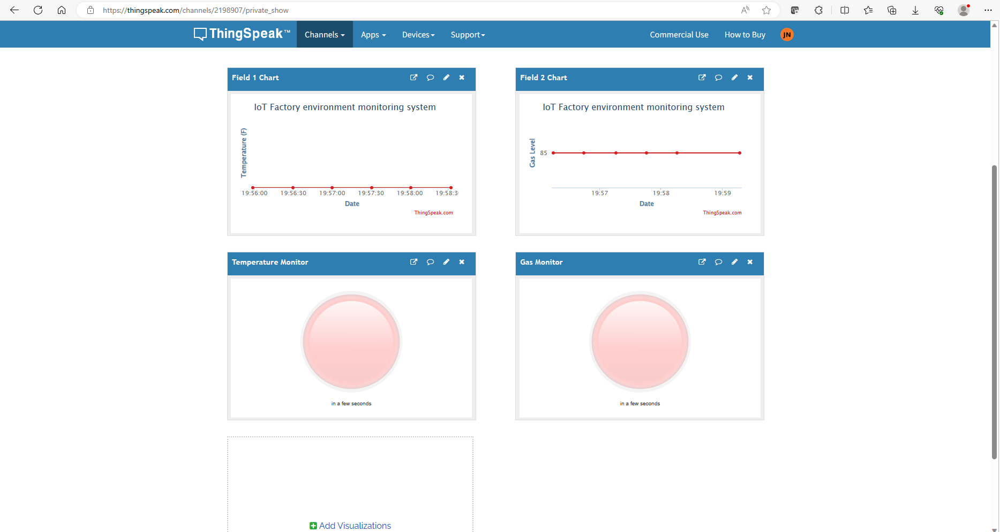 https://thingspeak.com/channels/2198907/private_show
ThingSpeak™ Channels Apps Devices Support Commercial Use How to Buy JN
Field 1 Chart
IoT Factory environment monitoring system
Temperature (F)
19:56:00 19:56:30 19:57:00 19:57:30 19:58:00 19:58:3
Date
ThingSpeak.com
Field 2 Chart
IoT Factory environment monitoring system
Gas Level
85
19:57 19:58 19:59
Date
ThingSpeak.com
Temperature Monitor
in a few seconds
Gas Monitor
in a few seconds
Add Visualizations